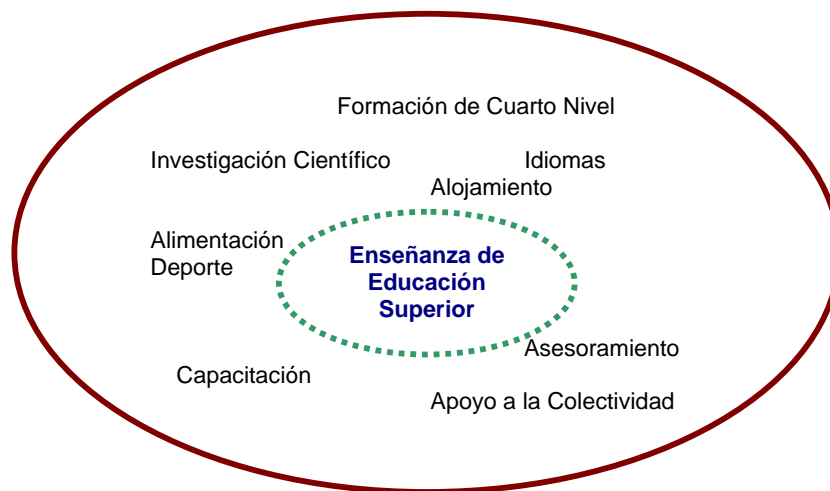 Formación de Cuarto Nivel
Investigación Científico
Idiomas
Alojamiento
Alimentación
Deporte
Enseñanza de
Educación
Superior
Asesoramiento
Capacitación
Apoyo a la Colectividad